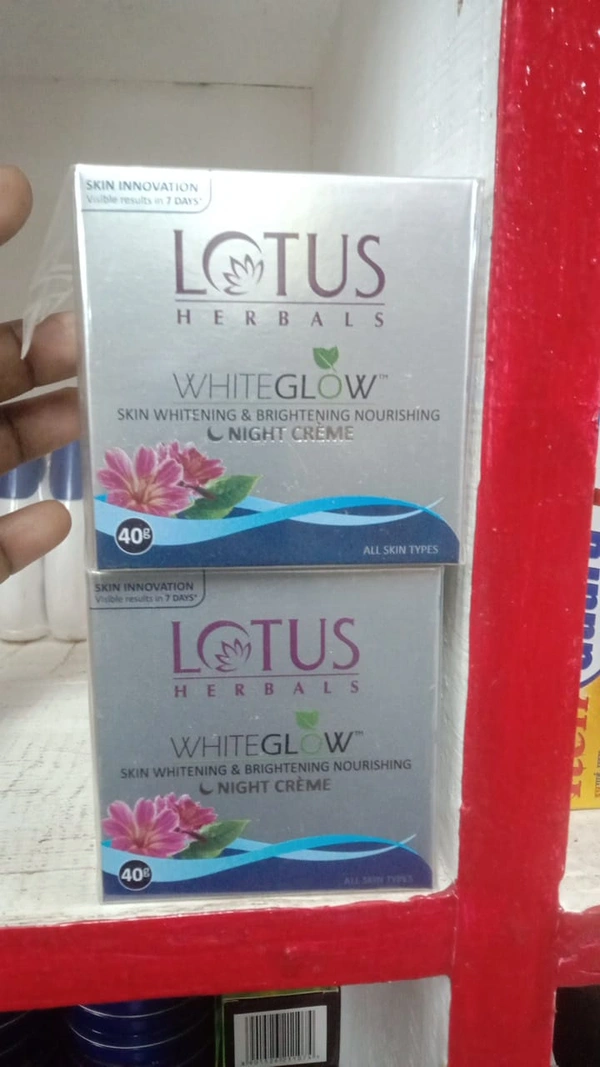 SKIN INNOVATION
Visible results in 7 DAYS*
LOTUS
HERBALS
WHITEGLOW™
SKIN WHITENING & BRIGHTENING NOURISHING
NIGHT CRÈME
40g
ALL SKIN TYPES
SKIN INNOVATION
Visible results in 7 DAYS*
LOTUS
HERBALS
WHITEGLOW™
SKIN WHITENING & BRIGHTENING NOURISHING
NIGHT CRÈME
40g
ALL SKIN TYPES